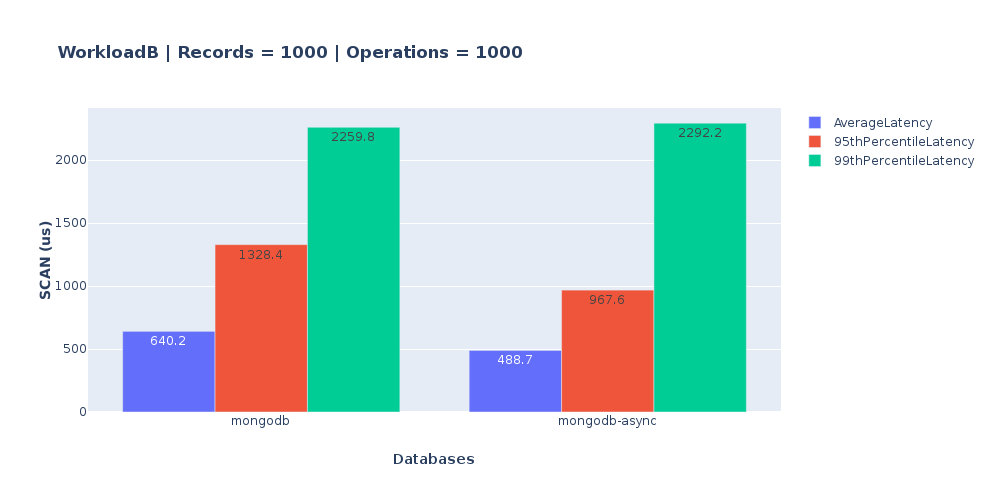 WorkloadB | Records = 1000 | Operations = 1000
AverageLatency
95thPercentileLatency
99thPercentileLatency
SCAN (us)
2000
1500
1000
500
0
640.2
1328.4
2259.8
488.7
967.6
2292.2
mongodb
mongodb-async
Databases